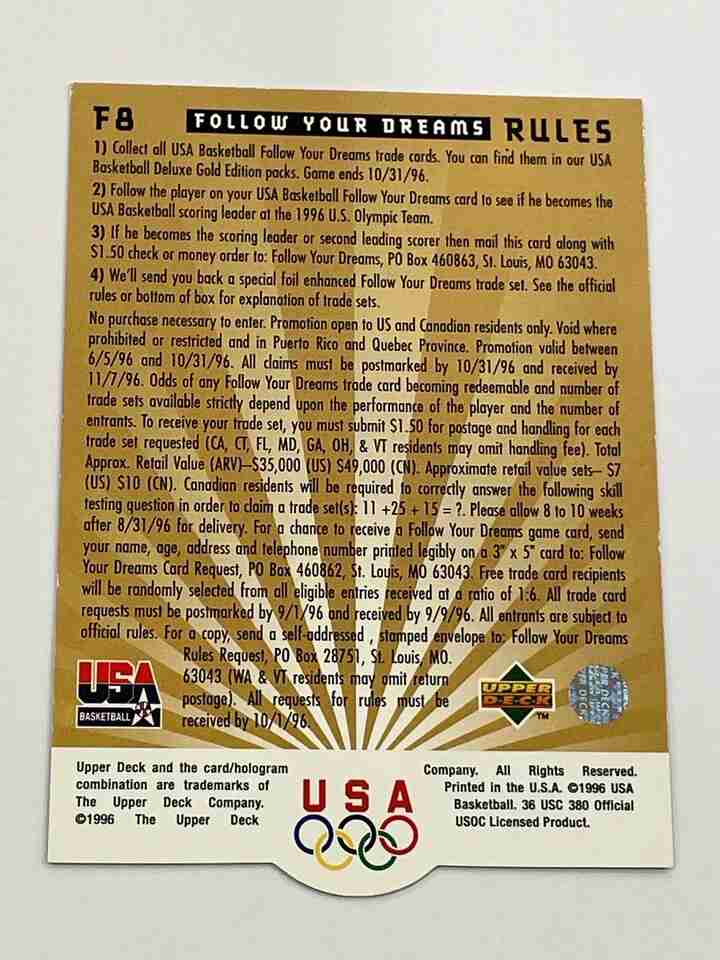 F8 FOLLOW YOUR DREAMS RULES
1) Collect all USA Basketball Follow Your Dreams trade cards. You can find them in our USA
Basketball Deluxe Gold Edition packs. Game ends 10/31/96.
2) Follow the player on your USA Basketball Follow Your Dreams card to see if he becomes the
USA Basketball scoring leader at the 1996 U.S. Olympic Team.
3) If he becomes the scoring leader or second leading scorer then mail this card along with
$1.50 check or money order to: Follow Your Dreams, PO Box 460863, St. Louis, MO 63043.
4) We'll send you back a special foil enhanced Follow Your Dreams trade set. See the official
rules or bottom of box for explanation of trade sets.
No purchase necessary to enter. Promotion open to US and Canadian residents only. Void where
prohibited or restricted and in Puerto Rico and Quebec Province. Promotion valid between
6/5/96 and 10/31/96. All claims must be postmarked by 10/31/96 and received by
11/7/96. Odds of any Follow Your Dreams trade card becoming redeemable and number of
trade sets available strictly depend upon the performance of the player and the number of
entrants. To receive your trade set, you must submit $1.50 for postage and handling for each
trade set requested (CA, CT, FL, MD, GA, OH, & VT residents may omit handling fee). Total
Approx. Retail Value (ARV)--$35,000 (US) $49,000 (CN). Approximate retail value sets-- $7
(US) $10 (CN). Canadian residents will be required to correctly answer the following skill
testing question in order to claim a trade set(s): 11 +25 + 15 = ?. Please allow 8 to 10 weeks
after 8/31/96 for delivery. For a chance to receive a Follow Your Dreams game card, send
your name, age, address and telephone number printed legibly on a 3" x 5" card to: Follow
Your Dreams Card Request, PO Box 460862, St. Louis, MO 63043. Free trade card recipients
will be randomly selected from all eligible entries received at a ratio of 1:6. All trade card
requests must be postmarked by 9/1/96 and received by 9/9/96. All entrants are subject to
official rules. For a copy, send a self-addressed , stamped envelope to: Follow Your Dreams
Rules Request, PO Box 28751, St. Louis, MO.
63043 (WA & VT residents may omit return
postage). All requests for rules must be
received by 10/1/96.
USA
BASKETBALL
UPPER
DECK
TM
Upper Deck and the card/hologram
combination are trademarks of
The Upper Deck Company.
©1996 The Upper Deck
USA
Company. All Rights Reserved.
Printed in the U.S.A. ©1996 USA
Basketball. 36 USC 380 Official
USOC Licensed Product.